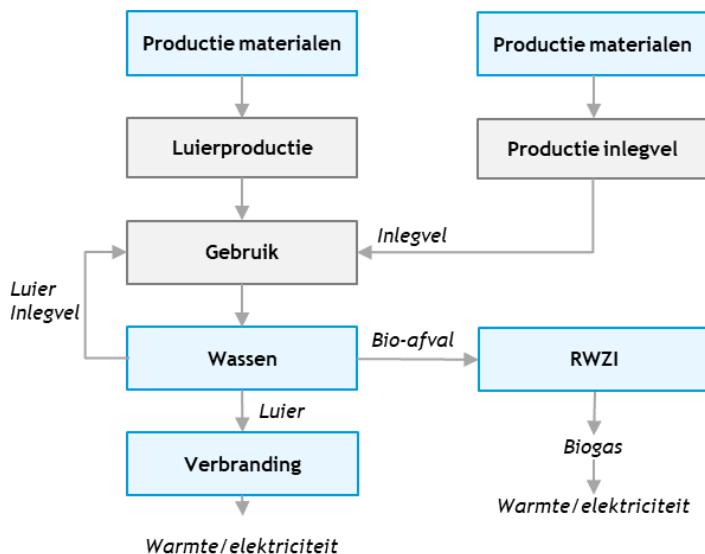 Productie materialen
Productie materialen
Luierproductie
Productie inlegvel
Inlegvel
Gebruik
Luier
Inlegvel
Bio-afval
Wassen
RWZI
Luier
Biogas
Verbranding
Warmte/elektriciteit
Warmte/elektriciteit